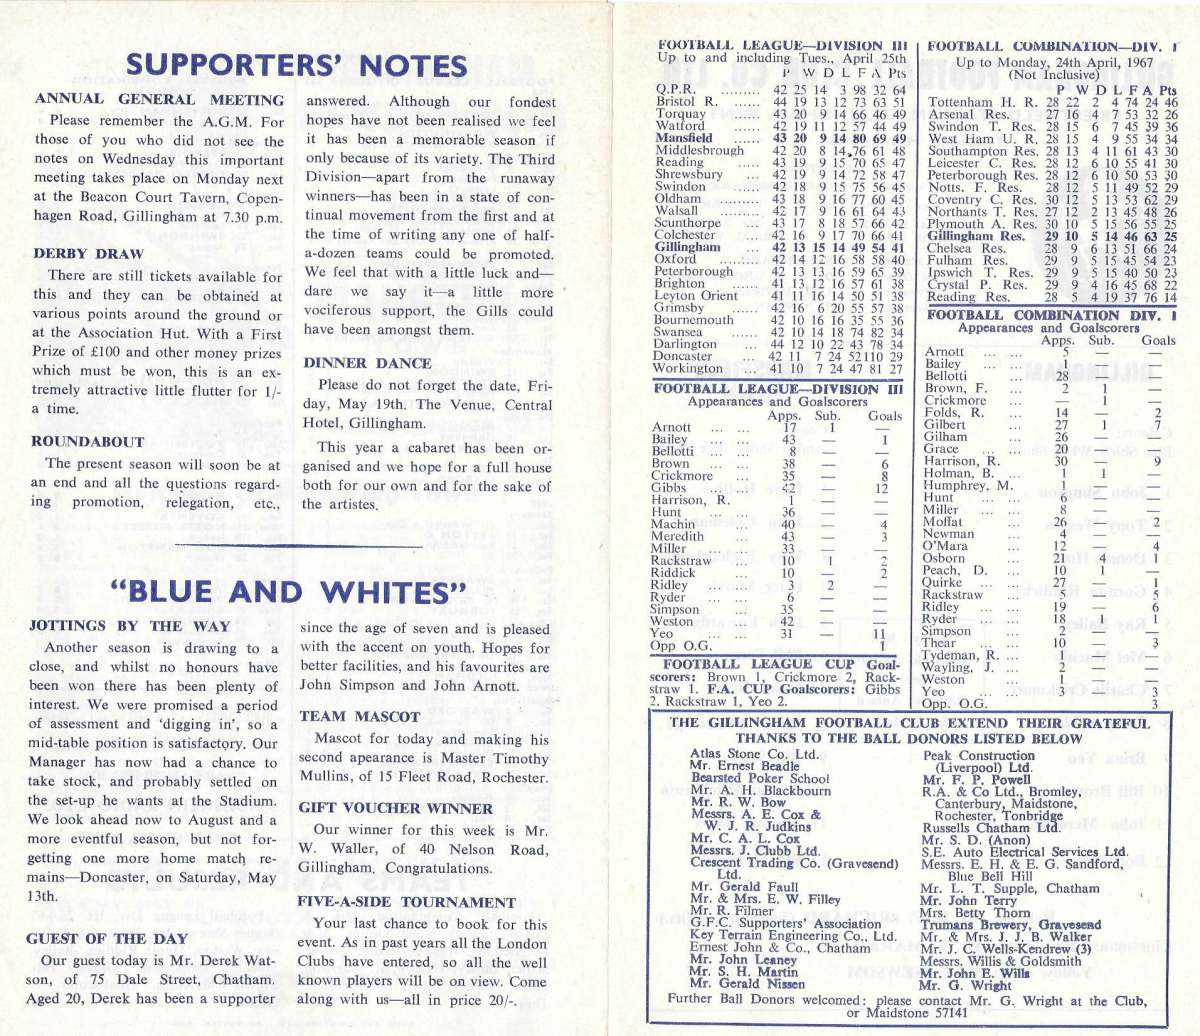 SUPPORTERS' NOTES
ANNUAL GENERAL MEETING
Please remember the A.G.M. For
those of you who did not see the
notes on Wednesday this important
meeting takes place on Monday next
at the Beacon Court Tavern, Copen-
hagen Road, Gillingham at 7.30 p.m.
DERBY DRAW
There are still tickets available for
this and they can be obtained at
various points around the ground or
at the Association Hut. With a First
Prize of £100 and other money prizes
which must be won, this is an ex-
tremely attractive little flutter for 1/-
a time.
ROUNDABOUT
The present season will soon be at
an end and all the questions regard-
ing promotion, relegation, etc.,
answered. Although our fondest
hopes have not been realised we feel
it has been a memorable season if
only because of its variety. The Third
Division—apart from the runaway
winners—has been in a state of con-
tinual movement from the first and at
the time of writing any one of half-
a-dozen teams could be promoted.
We feel that with a little luck and—
dare we say it—a little more
vociferous support, the Gills could
have been amongst them.
DINNER DANCE
Please do not forget the date, Fri-
day, May 19th. The Venue, Central
Hotel, Gillingham.
This year a cabaret has been or-
ganised and we hope for a full house
both for our own and for the sake of
the artistes.
"BLUE AND WHITES"
JOTTINGS BY THE WAY
Another season is drawing to a
close, and whilst no honours have
been won there has been plenty of
interest. We were promised a period
of assessment and 'digging in', so a
mid-table position is satisfactory. Our
Manager has now had a chance to
take stock, and probably settled on
the set-up he wants at the Stadium.
We look ahead now to August and a
more eventful season, but not for-
getting one more home match re-
mains—Doncaster, on Saturday, May
13th.
GUEST OF THE DAY
Our guest today is Mr. Derek Wat-
son, of 75 Dale Street, Chatham.
Aged 20, Derek has been a supporter
since the age of seven and is pleased
with the accent on youth. Hopes for
better facilities, and his favourites are
John Simpson and John Arnott.
TEAM MASCOT
Mascot for today and making his
second apearance is Master Timothy
Mullins, of 15 Fleet Road, Rochester.
GIFT VOUCHER WINNER
Our winner for this week is Mr.
W. Waller, of 40 Nelson Road,
Gillingham. Congratulations.
FIVE-A-SIDE TOURNAMENT
Your last chance to book for this
event. As in past years all the London
Clubs have entered, so all the well
known players will be on view. Come
along with us—all in price 20/-.
FOOTBALL LEAGUE—DIVISION III
Up to and including Tues., April 25th
P W D L F A Pts
Q.P.R. ........ 42 25 14 3 98 32 64
Bristol R. ...... 44 19 13 12 73 63 51
Torquay ...... 43 20 9 14 66 46 49
Watford ...... 42 19 11 12 57 44 49
Mansfield ...... 43 20 9 14 80 69 49
Middlesbrough 42 20 8 14 76 61 48
Reading ...... 43 19 9 15 70 65 47
Shrewsbury ... 42 19 9 14 72 58 47
Swindon ...... 42 18 9 15 75 56 45
Oldham ...... 43 18 9 16 77 60 45
Walsall ...... 42 17 9 16 61 64 43
Scunthorpe ... 43 17 8 18 57 66 42
Colchester ... 42 16 9 17 70 66 41
Gillingham ... 42 13 15 14 49 54 41
Oxford ...... 42 14 12 16 58 58 40
Peterborough 42 13 13 16 59 65 39
Brighton ...... 41 13 12 16 57 61 38
Leyton Orient 41 11 16 14 50 51 38
Grimsby ...... 42 16 6 20 55 57 38
Bournemouth 42 10 16 16 35 55 36
Swansea ...... 42 10 14 18 74 82 34
Darlington ... 44 12 10 22 43 78 34
Doncaster ... 42 11 7 24 52 110 29
Workington 41 10 7 24 47 81 27
FOOTBALL LEAGUE—DIVISION III
Appearances and Goalscorers
Apps. Sub. Goals
Arnott ... ... 17 1 —
Bailey ... ... 43 — 1
Bellotti ... ... 8 — —
Brown ... ... 38 — 6
Crickmore ... 35 — 8
Gibbs ... ... 42 — 12
Harrison, R. ... 1 — —
Hunt ... ... 36 — —
Machin ... ... 40 — 4
Meredith ... 43 — 3
Miller ... ... 33 — —
Rackstraw ... 10 1 2
Riddick ... 10 — 2
Ridley ... ... 3 2 —
Ryder ... ... 6 — —
Simpson ... 35 — —
Weston ... ... 42 — —
Yeo ... ... 31 — 11
Opp O.G. 1
FOOTBALL LEAGUE CUP Goal-
scorers: Brown 1, Crickmore 2, Rack-
straw 1. F.A. CUP Goalscorers: Gibbs
2, Rackstraw 1, Yeo 2.
FOOTBALL COMBINATION—DIV. I
Up to Monday, 24th April, 1967
(Not Inclusive)
P W D L F A Pts
Tottenham H. R. 28 22 2 4 74 24 46
Arsenal Res. 27 16 4 7 53 32 26
Swindon T. Res. 28 15 6 7 45 39 36
West Ham U. R. 28 15 4 9 55 34 34
Southampton Res. 28 13 4 11 61 43 30
Leicester C. Res. 28 12 6 10 55 41 30
Peterborough Res. 28 12 6 10 50 53 30
Notts. F. Res. 28 12 5 11 49 52 29
Coventry C. Res. 30 12 5 13 53 62 29
Northants T. Res. 27 12 2 13 45 48 26
Plymouth A. Res. 30 10 5 15 56 55 25
Gillingham Res. 29 10 5 14 46 63 25
Chelsea Res. 28 9 6 13 51 66 24
Fulham Res. 29 9 5 15 45 54 23
Ipswich T. Res. 29 9 5 15 40 50 23
Crystal P. Res. 29 9 4 16 45 68 22
Reading Res. 28 5 4 19 37 76 14
FOOTBALL COMBINATION DIV. I
Appearances and Goalscorers
Apps. Sub. Goals
Arnott ... ... 5 — —
Bailey ... ... 1 — —
Bellotti ... 28 — —
Brown, F. ... 2 — —
Crickmore ... — 1 —
Folds, R. ... 14 — 2
Gilbert ... 27 1 7
Gilham ... 26 — —
Grace ... ... 20 — —
Harrison, R. ... 30 — 9
Holman, B. ... 1 1 —
Humphrey, M. 1 — —
Hunt ... ... 6 — —
Miller ... ... 8 — —
Moffat ... 26 — 2
Newman ... 4 — —
O'Mara ... 12 — 4
Osborn ... 21 4 1
Peach, D. ... 10 1 —
Quirke ... 27 — 1
Rackstraw ... 5 — 5
Ridley ... ... 19 — 6
Ryder ... ... 18 1 1
Simpson ... 2 — —
Thear ... ... 10 — 3
Tydeman, R. ... 1 — —
Wayling, J. ... 2 — —
Weston ... 1 — —
Yeo ... ... 3 — 3
Opp. O.G. 3
THE GILLINGHAM FOOTBALL CLUB EXTEND THEIR GRATEFUL
THANKS TO THE BALL DONORS LISTED BELOW
Atlas Stone Co. Ltd.
Mr. Ernest Beadle
Bearsted Poker School
Mr. A. H. Blackbourn
Mr. R. W. Bow
Messrs. A. E. Cox &
W. J. R. Judkins
Mr. C. A. L. Cox
Messrs. J. Clubb Ltd.
Crescent Trading Co. (Gravesend)
Ltd.
Mr. Gerald Faull
Mr. & Mrs. E. W. Filley
Mr. R. Filmer
G.F.C. Supporters' Association
Key Terrain Engineering Co., Ltd.
Ernest John & Co., Chatham
Mr. John Leaney
Mr. S. H. Martin
Mr. Gerald Nissen
Peak Construction
(Liverpool) Ltd.
Mr. F. P. Powell
R.A. & Co Ltd., Bromley,
Canterbury, Maidstone,
Rochester, Tonbridge
Russells Chatham Ltd.
Mr. S. D. (Anon)
S.E. Auto Electrical Services Ltd.
Messrs. E. H. & E. G. Sandford,
Blue Bell Hill
Mr. L. T. Supple, Chatham
Mr. John Terry
Mrs. Betty Thorn
Trumans Brewery, Gravesend
Mr. & Mrs. J. J. B. Walker
Mr. J. C. Wells-Kendrew (3)
Messrs. Willis & Goldsmith
Mr. John E. Wills
Mr. G. Wright
Further Ball Donors welcomed: please contact Mr. G. Wright at the Club,
or Maidstone 57141